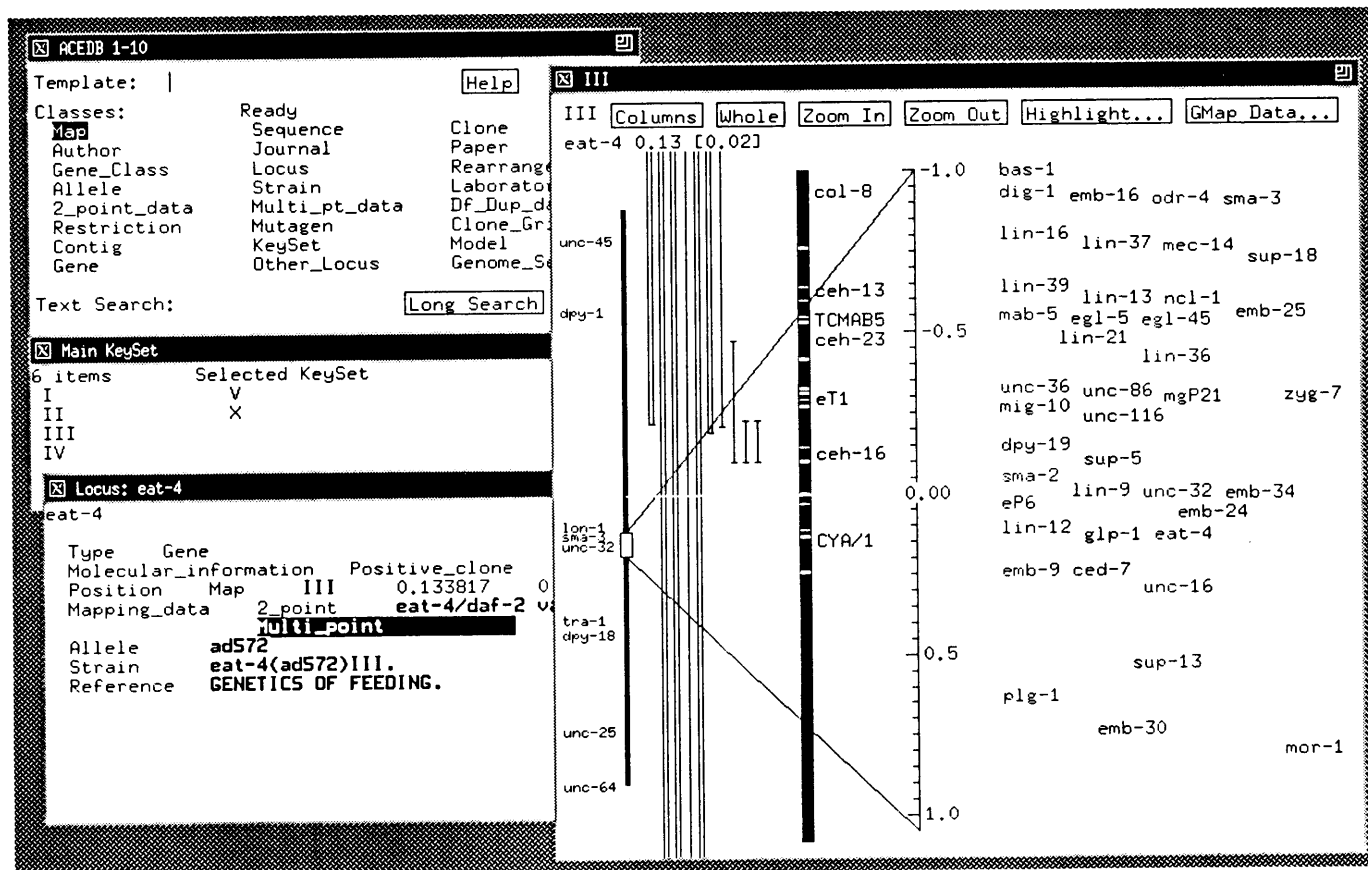 ACEDB 1-10
Template:
Help
Classes: Ready
Map Sequence Clone
Author Journal Paper
Gene_Class Locus Rearrange
Allele Strain Laborato
2_point_data Multi_pt_data Df_Dup_d
Restriction Mutagen Clone_Gr
Contig KeySet Model
Gene Other_Locus Genome_S
Text Search: Long Search
Main KeySet
6 items Selected KeySet
I V
II X
III
IV
Locus: eat-4
eat-4
Type Gene
Molecular_information Positive_clone
Position Map III 0.133817 0
Mapping_data 2_point eat-4/daf-2 v
Multi_point
Allele ad572
Strain eat-4(ad572)III.
Reference GENETICS OF FEEDING.
III
III Columns Whole Zoom In Zoom Out Highlight... GMap Data...
eat-4 0.13 [0.02]
unc-45
dpy-1
lon-1
sma-3
unc-32
tra-1
dpy-18
unc-25
unc-64
col-8
ceh-13
TCMAB5
ceh-23
eT1
ceh-16
CYA/1
-1.0
-0.5
0.00
0.5
1.0
bas-1
dig-1 emb-16 odr-4 sma-3
lin-16 lin-37 mec-14 sup-18
lin-39 lin-13 ncl-1
mab-5 egl-5 egl-45 emb-25
lin-21
lin-36
unc-36 unc-86 mgP21 zyg-7
mig-10 unc-116
dpy-19 sup-5
sma-2
eP6 lin-9 unc-32 emb-34
emb-24
lin-12 glp-1 eat-4
emb-9 ced-7
unc-16
sup-13
plg-1
emb-30
mor-1